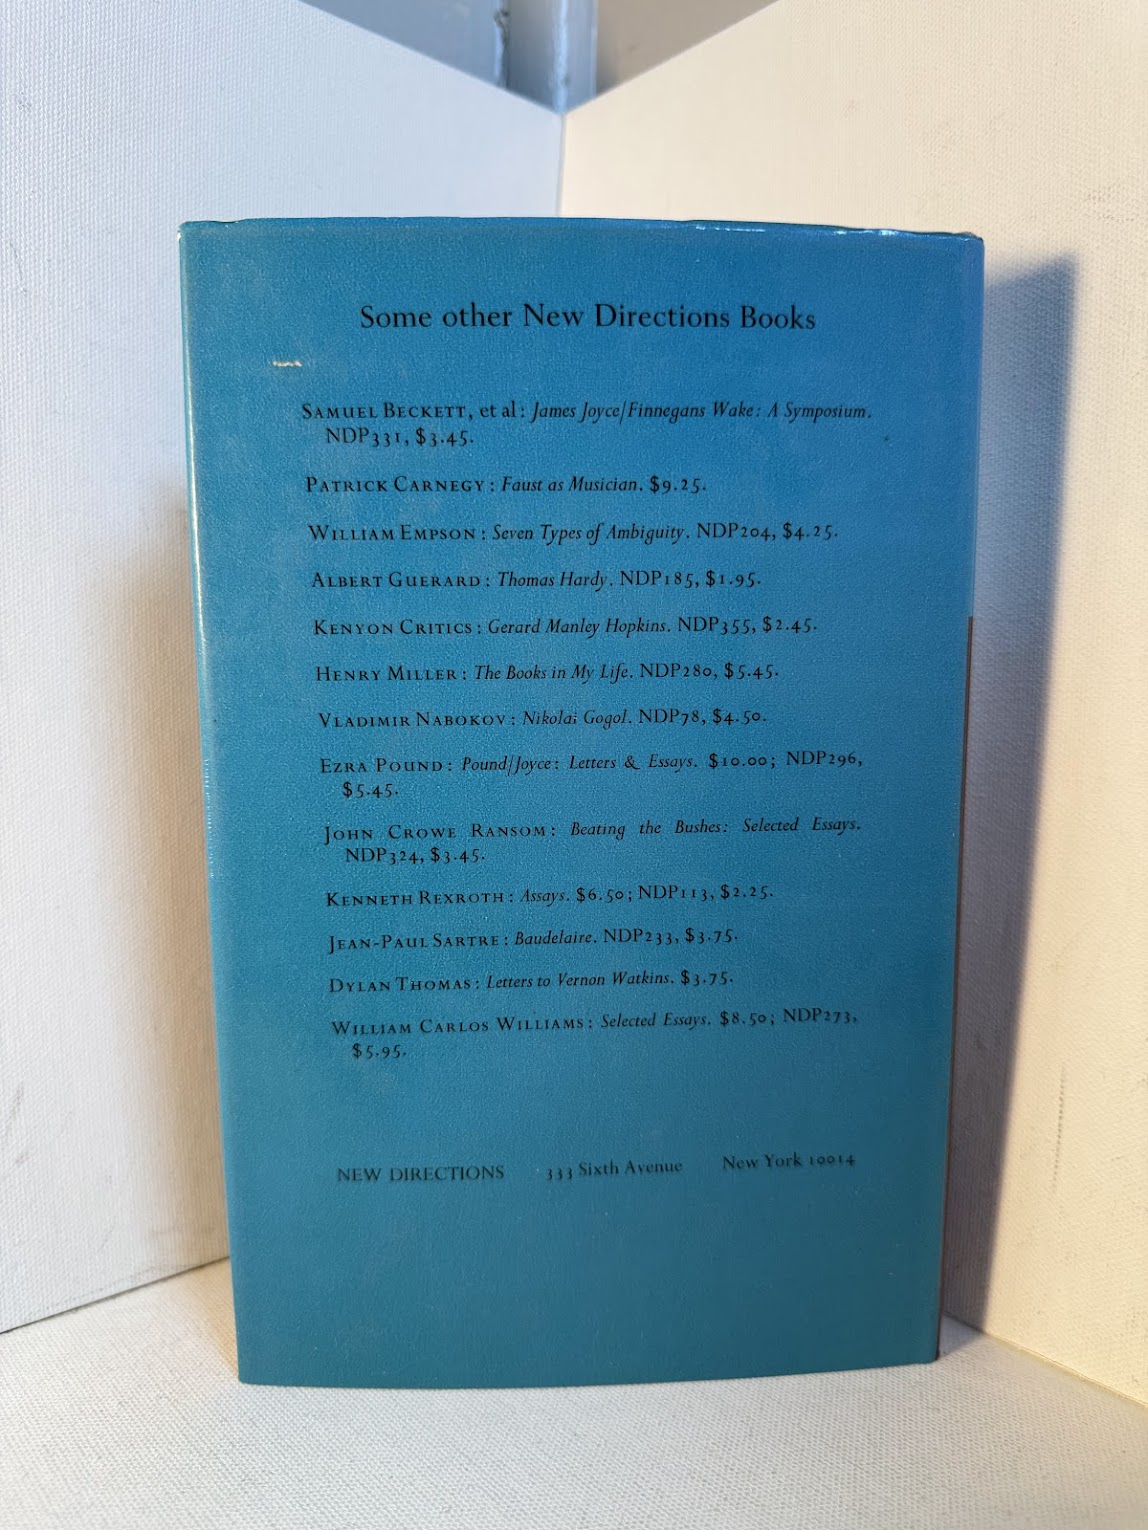 Some other New Directions Books
SAMUEL BECKETT, et al: James Joyce/Finnegans Wake: A Symposium.
NDP331, $3.45.
PATRICK CARNEGY: Faust as Musician. $9.25.
WILLIAM EMPSON: Seven Types of Ambiguity. NDP204, $4.25.
ALBERT GUERARD: Thomas Hardy. NDP185, $1.95.
KENYON CRITICS: Gerard Manley Hopkins. NDP355, $2.45.
HENRY MILLER: The Books in My Life. NDP280, $5.45.
VLADIMIR NABOKOV: Nikolai Gogol. NDP78, $4.50.
EZRA POUND: Pound/Joyce: Letters & Essays. $10.00; NDP296,
$5.45.
JOHN CROWE RANSOM: Beating the Bushes: Selected Essays.
NDP324, $3.45.
KENNETH REXROTH: Assays. $6.50; NDP113, $2.25.
JEAN-PAUL SARTRE: Baudelaire. NDP233, $3.75.
DYLAN THOMAS: Letters to Vernon Watkins. $3.75.
WILLIAM CARLOS WILLIAMS: Selected Essays. $8.50; NDP273,
$5.95.
NEW DIRECTIONS 333 Sixth Avenue New York 10014